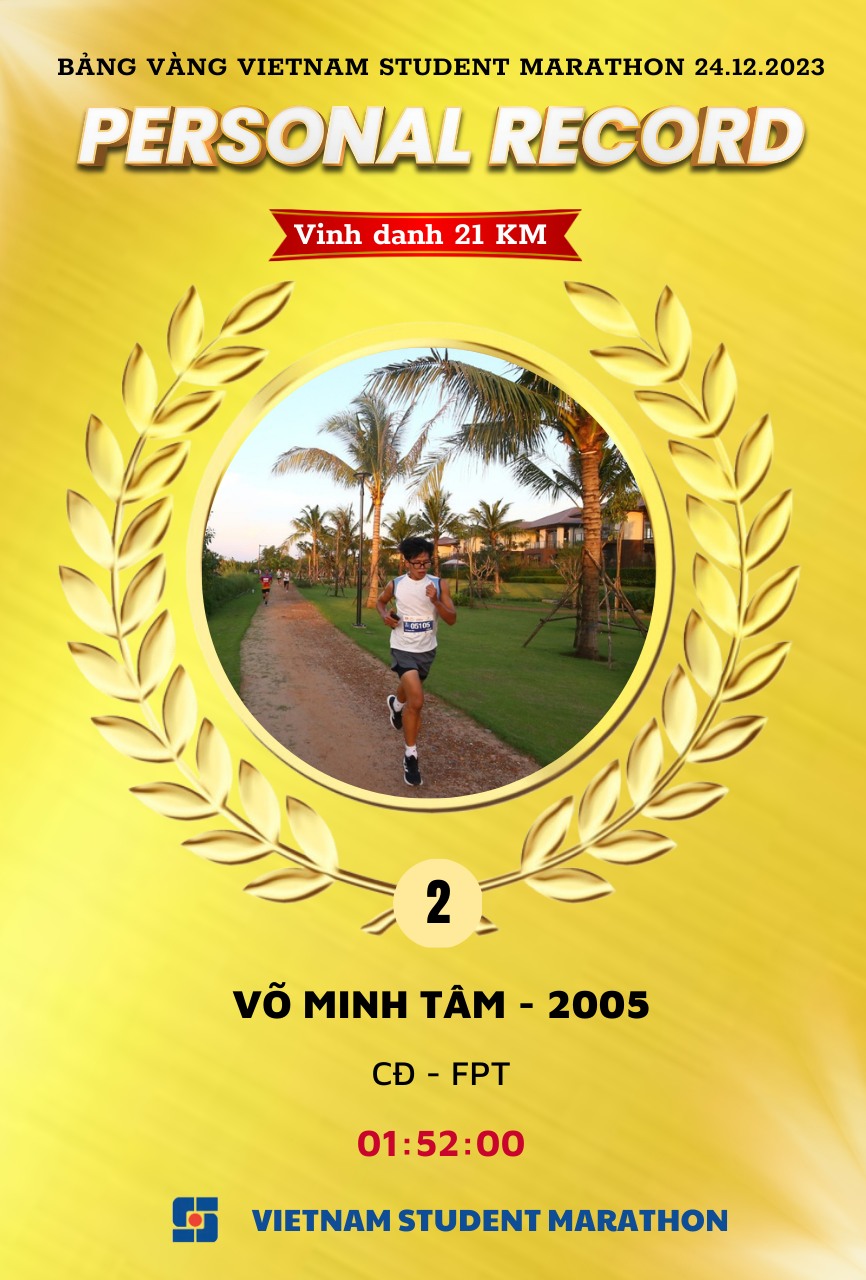 BẢNG VÀNG VIETNAM STUDENT MARATHON 24.12.2023
PERSONAL RECORD
Vinh danh 21 KM
05105
2
VÕ MINH TÂM - 2005
CĐ - FPT
01:52:00
VIETNAM STUDENT MARATHON